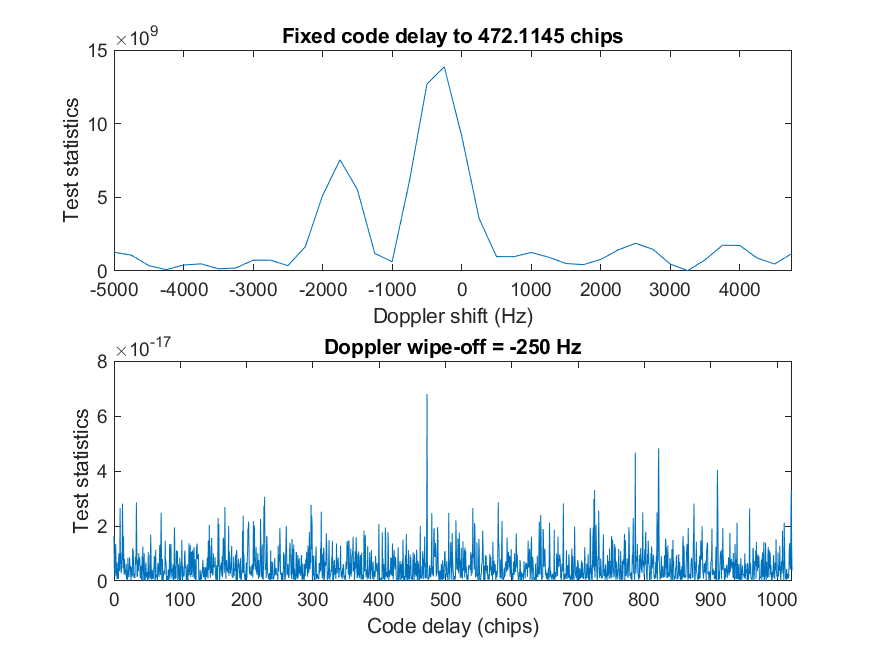 Fixed code delay to 472.1145 chips
×10^9
15
10
5
0
Test statistics
-5000 -4000 -3000 -2000 -1000 0 1000 2000 3000 4000
Doppler shift (Hz)
Doppler wipe-off = -250 Hz
×10^-17
8
6
4
2
0
Test statistics
0 100 200 300 400 500 600 700 800 900 1000
Code delay (chips)